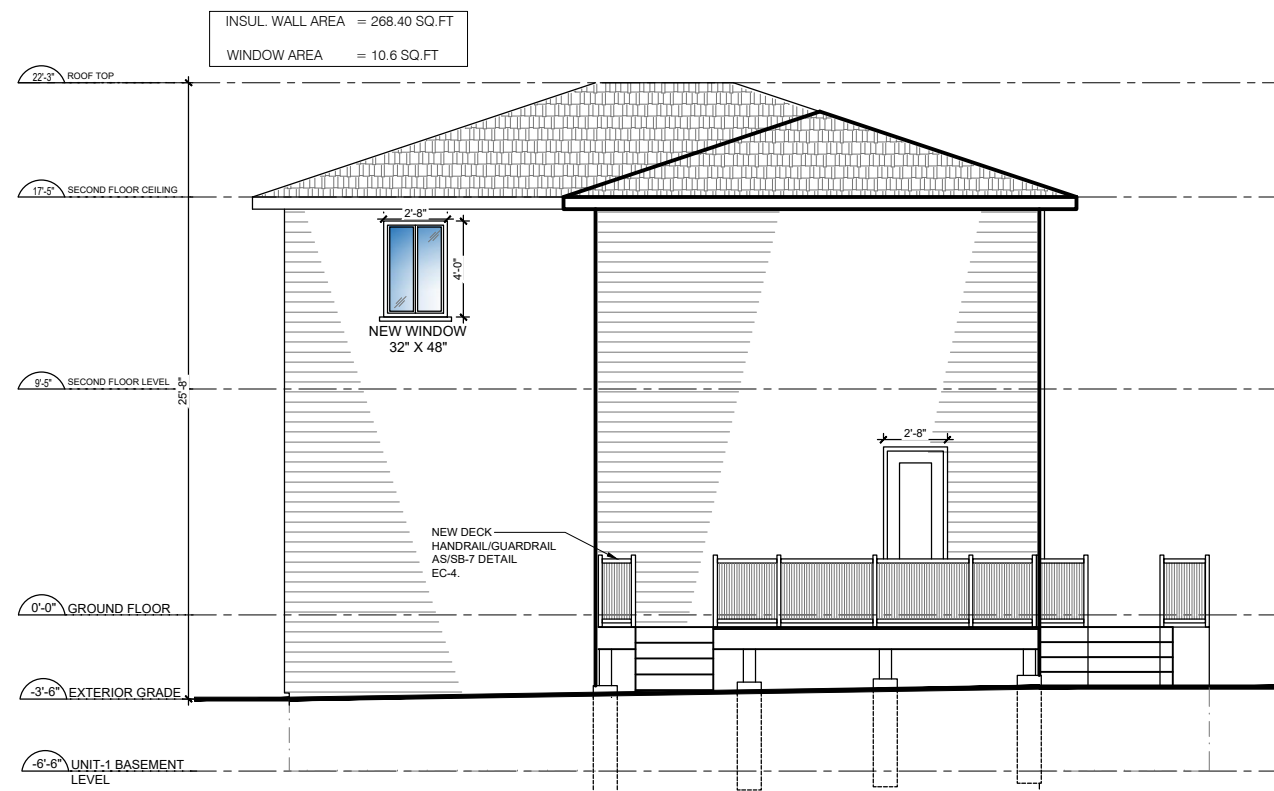 INSUL. WALL AREA = 268.40 SQ.FT
WINDOW AREA = 10.6 SQ.FT
22'-3" ROOF TOP
17'-5" SECOND FLOOR CEILING
2'-8"
4'-0"
NEW WINDOW
32" X 48"
9'-5" SECOND FLOOR LEVEL
25'-8"
2'-8"
NEW DECK
HANDRAIL/GUARDRAIL
AS/SB-7 DETAIL
EC-4.
0'-0" GROUND FLOOR
-3'-6" EXTERIOR GRADE
-6'-6" UNIT-1 BASEMENT
LEVEL